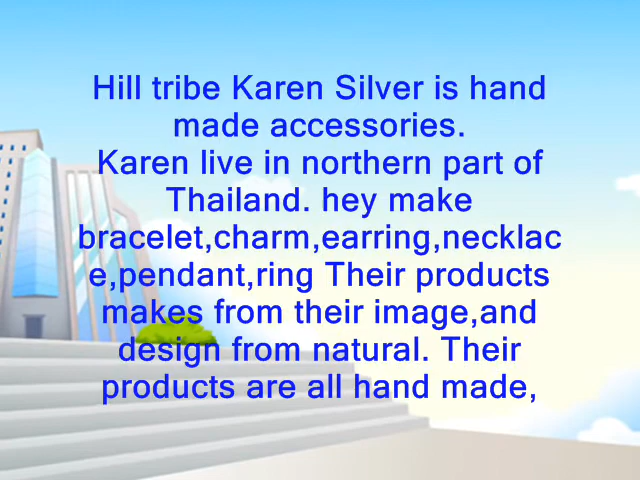 Hill tribe Karen Silver is hand
made accessories.
Karen live in northern part of
Thailand. hey make
bracelet,charm,earring,necklac
e,pendant,ring Their products
makes from their image,and
design from natural. Their
products are all hand made,